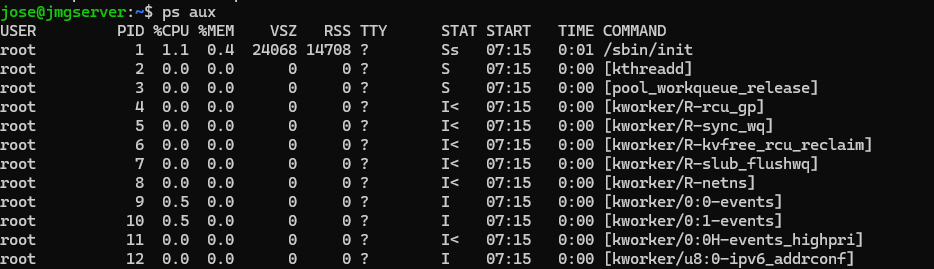 jose@jmgserver:~$ ps aux
USER         PID %CPU %MEM    VSZ   RSS TTY      STAT START   TIME COMMAND
root           1  1.1  0.4  24068 14708 ?        Ss   07:15   0:01 /sbin/init
root           2  0.0  0.0      0     0 ?        S    07:15   0:00 [kthreadd]
root           3  0.0  0.0      0     0 ?        S    07:15   0:00 [pool_workqueue_release]
root           4  0.0  0.0      0     0 ?        I<   07:15   0:00 [kworker/R-rcu_gp]
root           5  0.0  0.0      0     0 ?        I<   07:15   0:00 [kworker/R-sync_wq]
root           6  0.0  0.0      0     0 ?        I<   07:15   0:00 [kworker/R-kvfree_rcu_reclaim]
root           7  0.0  0.0      0     0 ?        I<   07:15   0:00 [kworker/R-slub_flushwq]
root           8  0.0  0.0      0     0 ?        I<   07:15   0:00 [kworker/R-netns]
root           9  0.5  0.0      0     0 ?        I    07:15   0:00 [kworker/0:0-events]
root          10  0.5  0.0      0     0 ?        I    07:15   0:00 [kworker/0:1-events]
root          11  0.0  0.0      0     0 ?        I<   07:15   0:00 [kworker/0:0H-events_highpri]
root          12  0.0  0.0      0     0 ?        I    07:15   0:00 [kworker/u8:0-ipv6_addrconf]